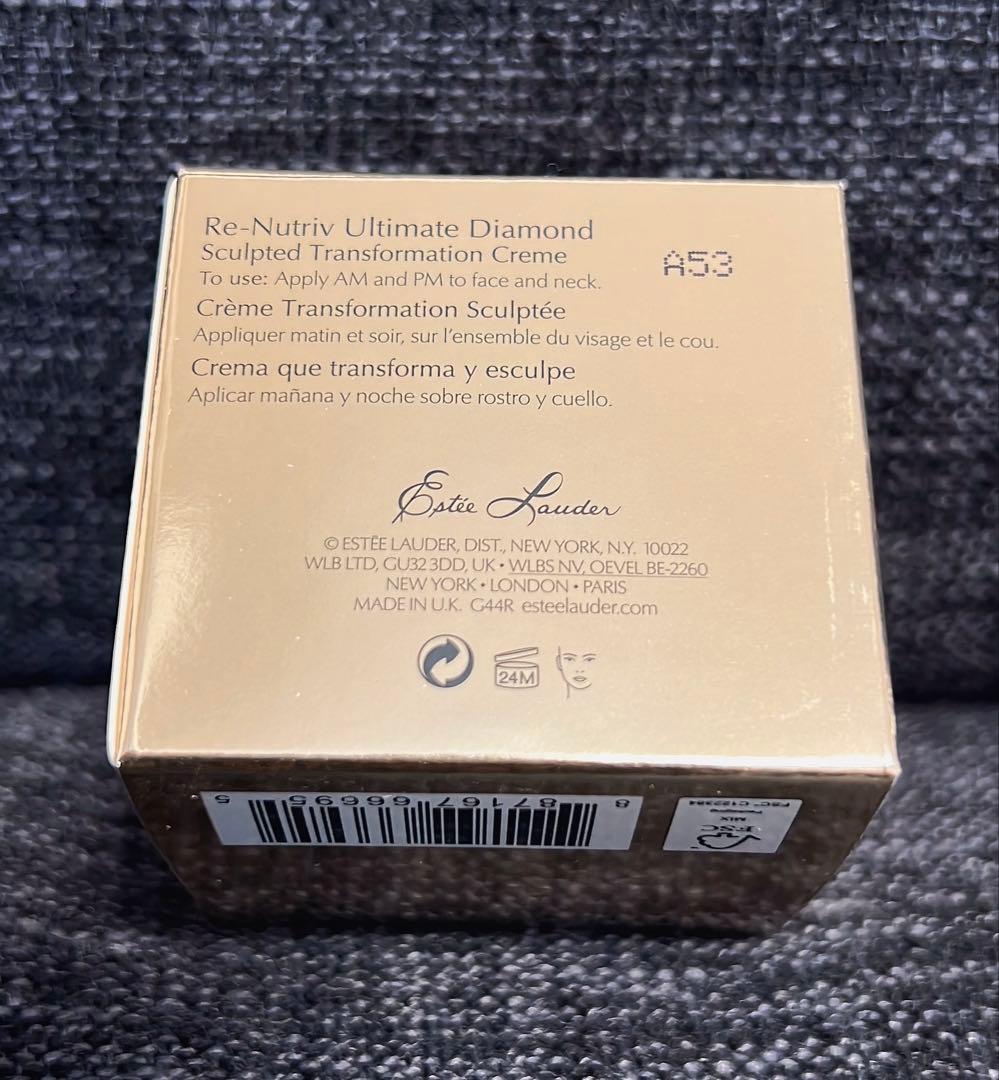 Re-Nutriv Ultimate Diamond
Sculpted Transformation Creme
A53
To use: Apply AM and PM to face and neck.
Crème Transformation Sculptée
Appliquer matin et soir, sur l'ensemble du visage et le cou.
Crema que transforma y esculpe
Aplicar mañana y noche sobre rostro y cuello.
Estée Lauder
© ESTĒE LAUDER, DIST., NEW YORK, N.Y. 10022
WLB LTD, GU32 3DD, UK • WLBS NV, OEVEL BE-2260
NEW YORK • LONDON • PARIS
MADE IN U.K. G44R esteelauder.com
24M
8 87167 66695 5
FSC
MIX
Packaging